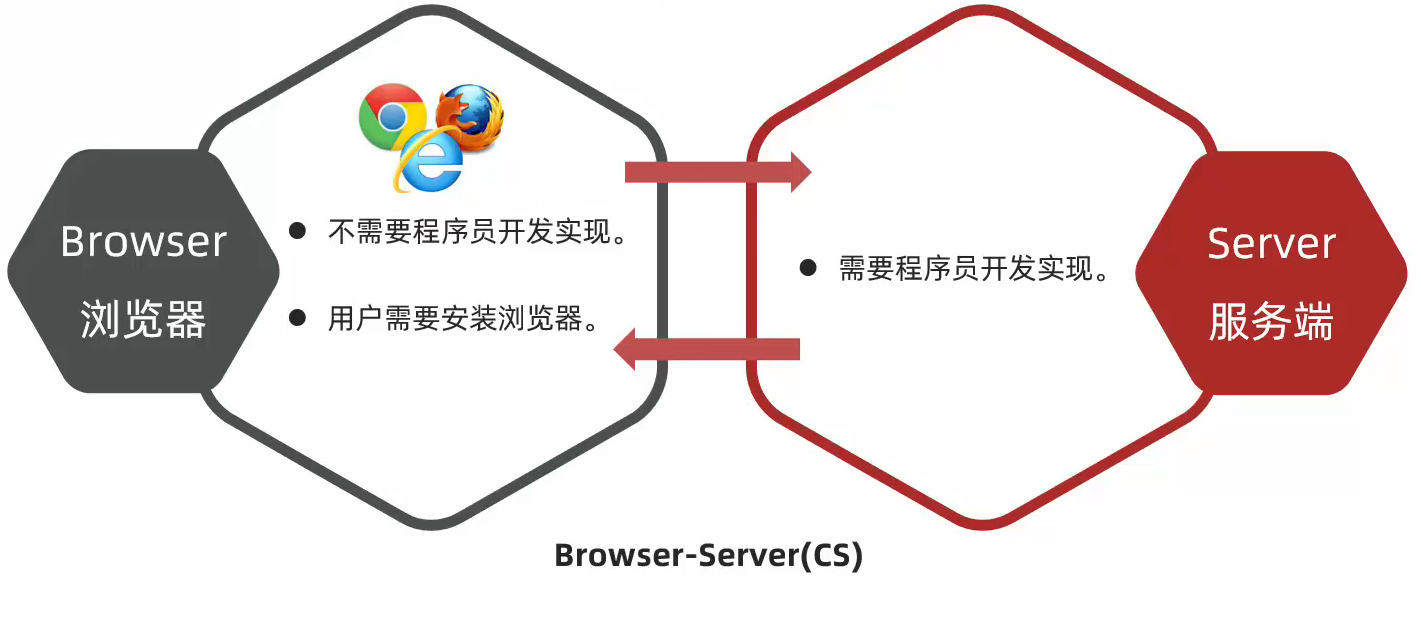 Browser
浏览器
不需要程序员开发实现。
用户需要安装浏览器。
需要程序员开发实现。
Server
服务端
Browser-Server(CS)